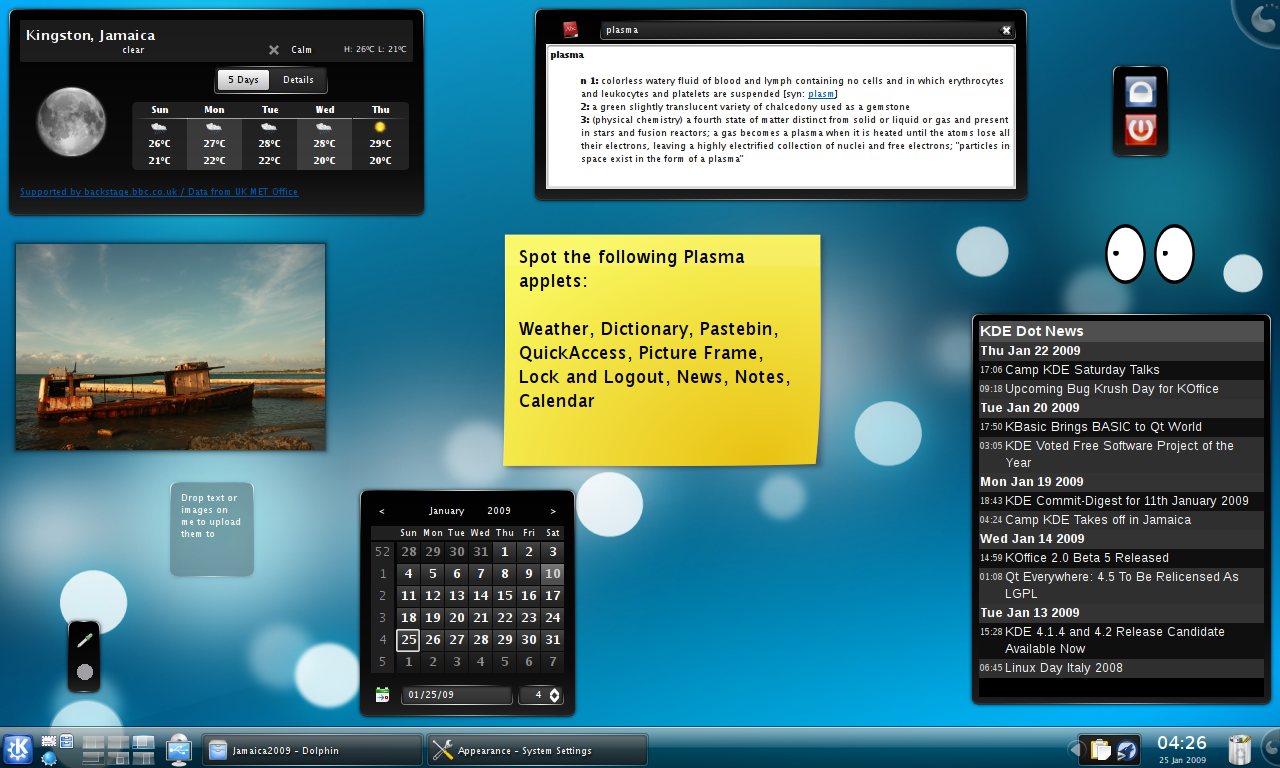 Kingston, Jamaica
clear
Calm
H: 26ºC L: 21ºC
5 Days Details
Sun Mon Tue Wed Thu
26°C 27°C 28°C 28°C 29°C
21°C 22°C 22°C 20°C 20°C
Supported by backstage.bbc.co.uk / Data from UK MET Office
plasma
plasma
n 1: colorless watery fluid of blood and lymph containing no cells and in which erythrocytes
and leukocytes and platelets are suspended [syn: plasm]
2: a green slightly translucent variety of chalcedony used as a gemstone
3: (physical chemistry) a fourth state of matter distinct from solid or liquid or gas and present
in stars and fusion reactors; a gas becomes a plasma when it is heated until the atoms lose all
their electrons, leaving a highly electrified collection of nuclei and free electrons; "particles in
space exist in the form of a plasma"
Spot the following Plasma
applets:
Weather, Dictionary, Pastebin,
QuickAccess, Picture Frame,
Lock and Logout, News, Notes,
Calendar
KDE Dot News
Thu Jan 22 2009
17:06 Camp KDE Saturday Talks
09:18 Upcoming Bug Krush Day for KOffice
Tue Jan 20 2009
17:50 KBasic Brings BASIC to Qt World
03:05 KDE Voted Free Software Project of the
Year
Mon Jan 19 2009
18:43 KDE Commit-Digest for 11th January 2009
04:24 Camp KDE Takes off in Jamaica
Wed Jan 14 2009
14:59 KOffice 2.0 Beta 5 Released
01:08 Qt Everywhere: 4.5 To Be Relicensed As
LGPL
Tue Jan 13 2009
15:28 KDE 4.1.4 and 4.2 Release Candidate
Available Now
06:45 Linux Day Italy 2008
Drop text or
images on
me to upload
them to
< January 2009 >
Sun Mon Tue Wed Thu Fri Sat
52 28 29 30 31 1 2 3
1 4 5 6 7 8 9 10
2 11 12 13 14 15 16 17
3 18 19 20 21 22 23 24
4 25 26 27 28 29 30 31
5 1 2 3 4 5 6 7
01/25/09 4
Jamaica2009 - Dolphin
Appearance - System Settings
04:26
25 Jan 2009